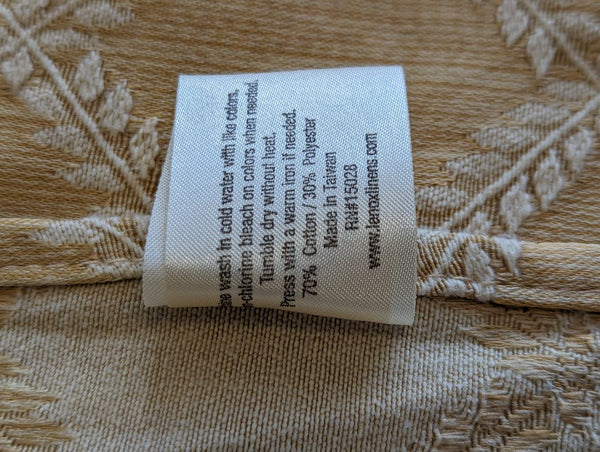 wash in cold water with like colors,
-chlorine bleach on colors when needed.
Tumble dry without heat.
Press with a warm iron if needed.
70% Cotton / 30% Polyester
Made in Taiwan
RN#15028
www.lenoxlinens.com